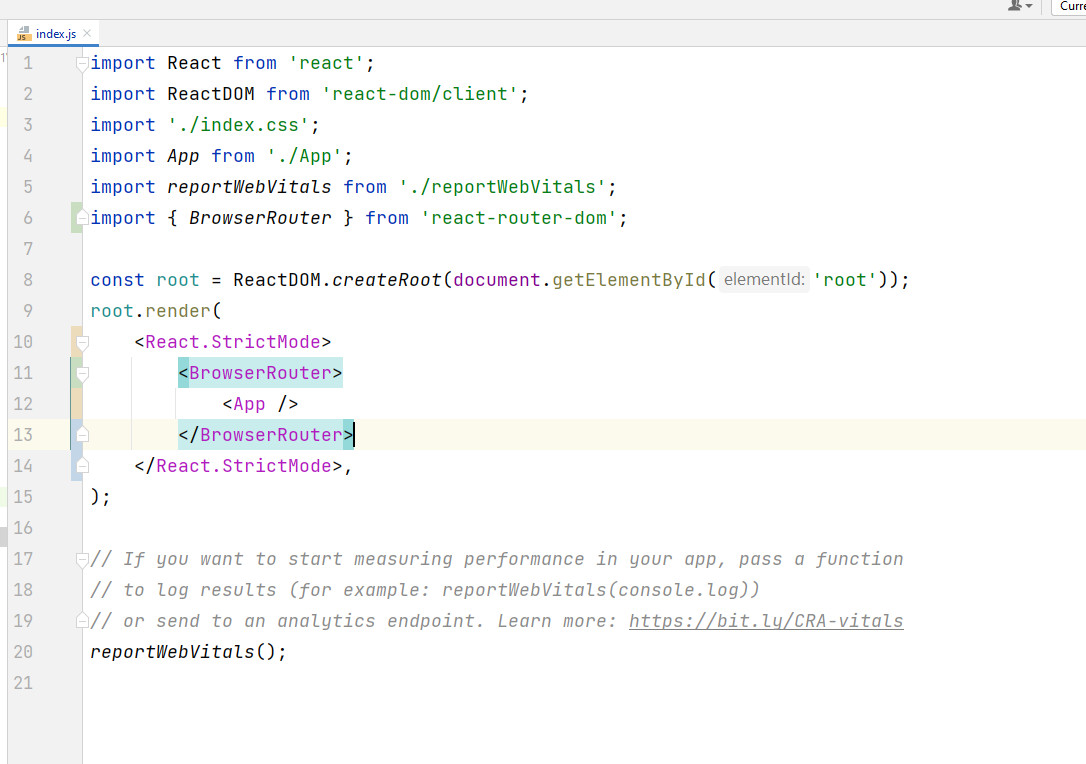 Curre
index.js
1 import React from 'react';
2 import ReactDOM from 'react-dom/client';
3 import './index.css';
4 import App from './App';
5 import reportWebVitals from './reportWebVitals';
6 import { BrowserRouter } from 'react-router-dom';
7
8 const root = ReactDOM.createRoot(document.getElementById( elementId: 'root'));
9 root.render(
10     <React.StrictMode>
11         <BrowserRouter>
12             <App />
13         </BrowserRouter>
14     </React.StrictMode>,
15 );
16
17 // If you want to start measuring performance in your app, pass a function
18 // to log results (for example: reportWebVitals(console.log))
19 // or send to an analytics endpoint. Learn more: https://bit.ly/CRA-vitals
20 reportWebVitals();
21